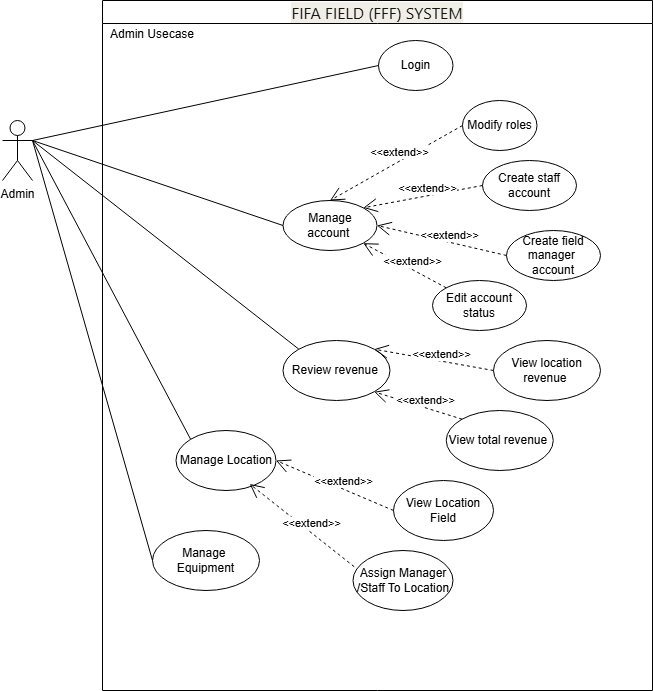 FIFA FIELD (FFF) SYSTEM
Admin Usecase
Login
Modify roles
<<extend>>
Create staff
account
<<extend>>
Admin
Manage
account
<<extend>>
Create field
manager
account
<<extend>>
Edit account
status
<<extend>>
View location
revenue
Review revenue
<<extend>>
View total revenue
Manage Location
<<extend>>
View Location
Field
<<extend>>
Manage
Equipment
Assign Manager
/Staff To Location